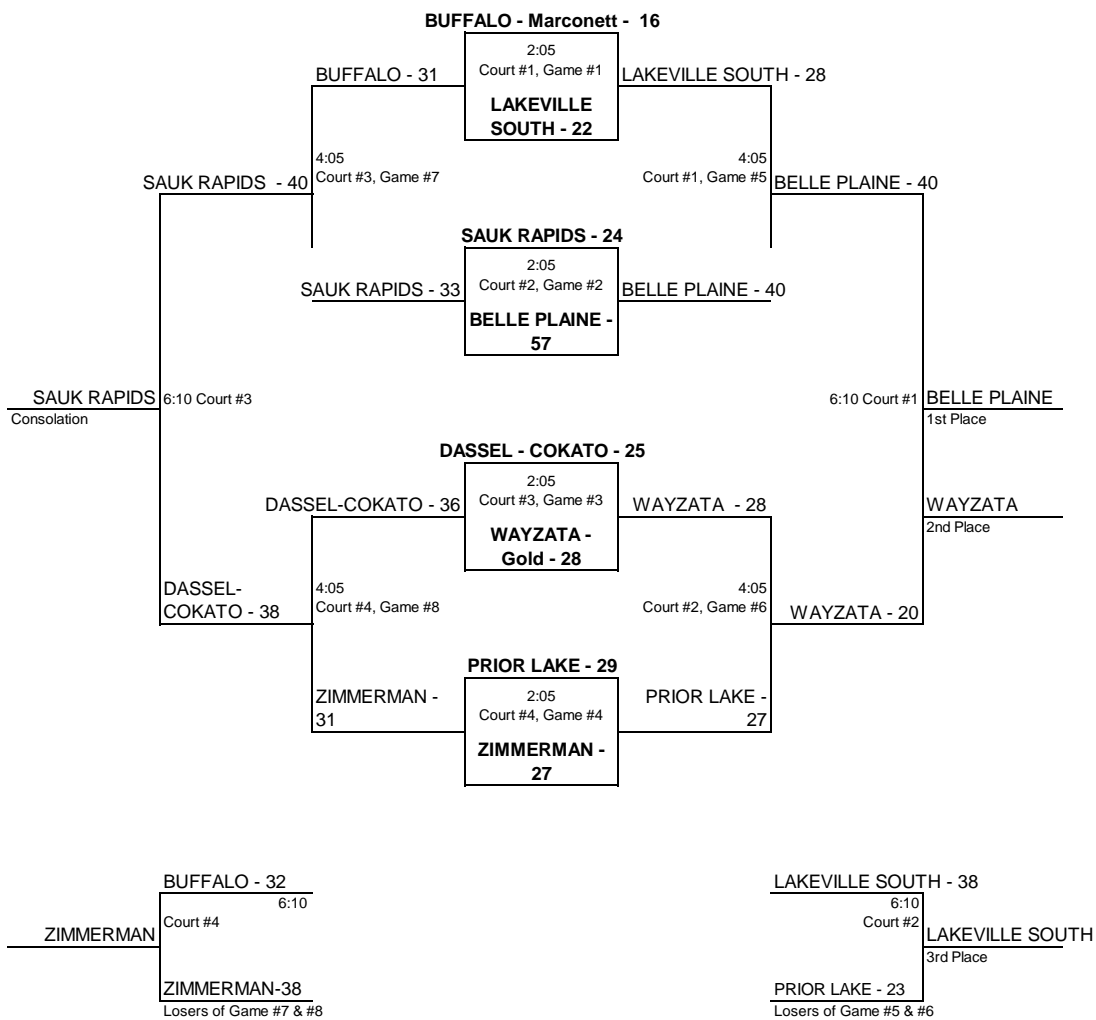 BUFFALO - Marconett - 16
2:05
Court #1, Game #1
BUFFALO - 31
LAKEVILLE SOUTH - 28
LAKEVILLE
SOUTH - 22
4:05
Court #3, Game #7
4:05
Court #1, Game #5
SAUK RAPIDS - 40
BELLE PLAINE - 40
SAUK RAPIDS - 24
2:05
Court #2, Game #2
SAUK RAPIDS - 33
BELLE PLAINE - 40
BELLE PLAINE -
57
SAUK RAPIDS
6:10 Court #3
6:10 Court #1
BELLE PLAINE
Consolation
1st Place
DASSEL - COKATO - 25
2:05
Court #3, Game #3
DASSEL-COKATO - 36
WAYZATA - 28
WAYZATA
2nd Place
WAYZATA -
Gold - 28
DASSEL-
COKATO - 38
4:05
Court #4, Game #8
4:05
Court #2, Game #6
WAYZATA - 20
PRIOR LAKE - 29
2:05
Court #4, Game #4
ZIMMERMAN -
31
PRIOR LAKE -
27
ZIMMERMAN -
27
BUFFALO - 32
6:10
Court #4
ZIMMERMAN
ZIMMERMAN-38
Losers of Game #7 & #8
LAKEVILLE SOUTH - 38
6:10
Court #2
LAKEVILLE SOUTH
3rd Place
PRIOR LAKE - 23
Losers of Game #5 & #6